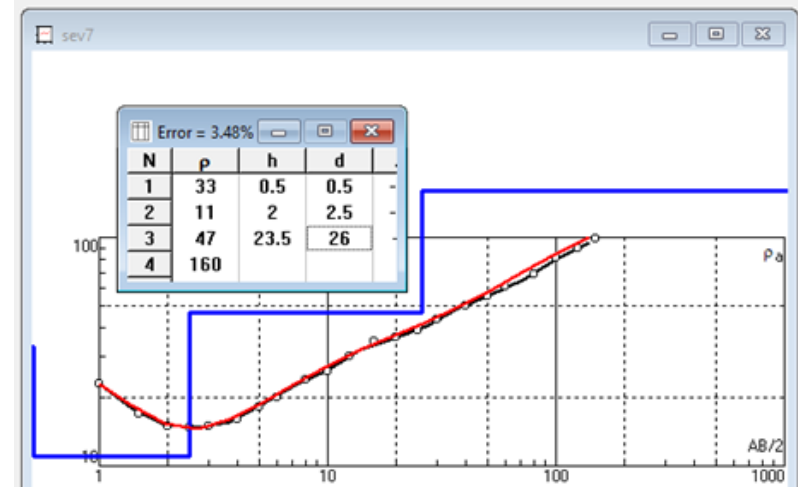 sev7
Error = 3.48%
N ρ h d
1 33 0.5 0.5
2 11 2 2.5
3 47 23.5 26
4 160
100
ρa
10
AB/2
1 10 100 1000